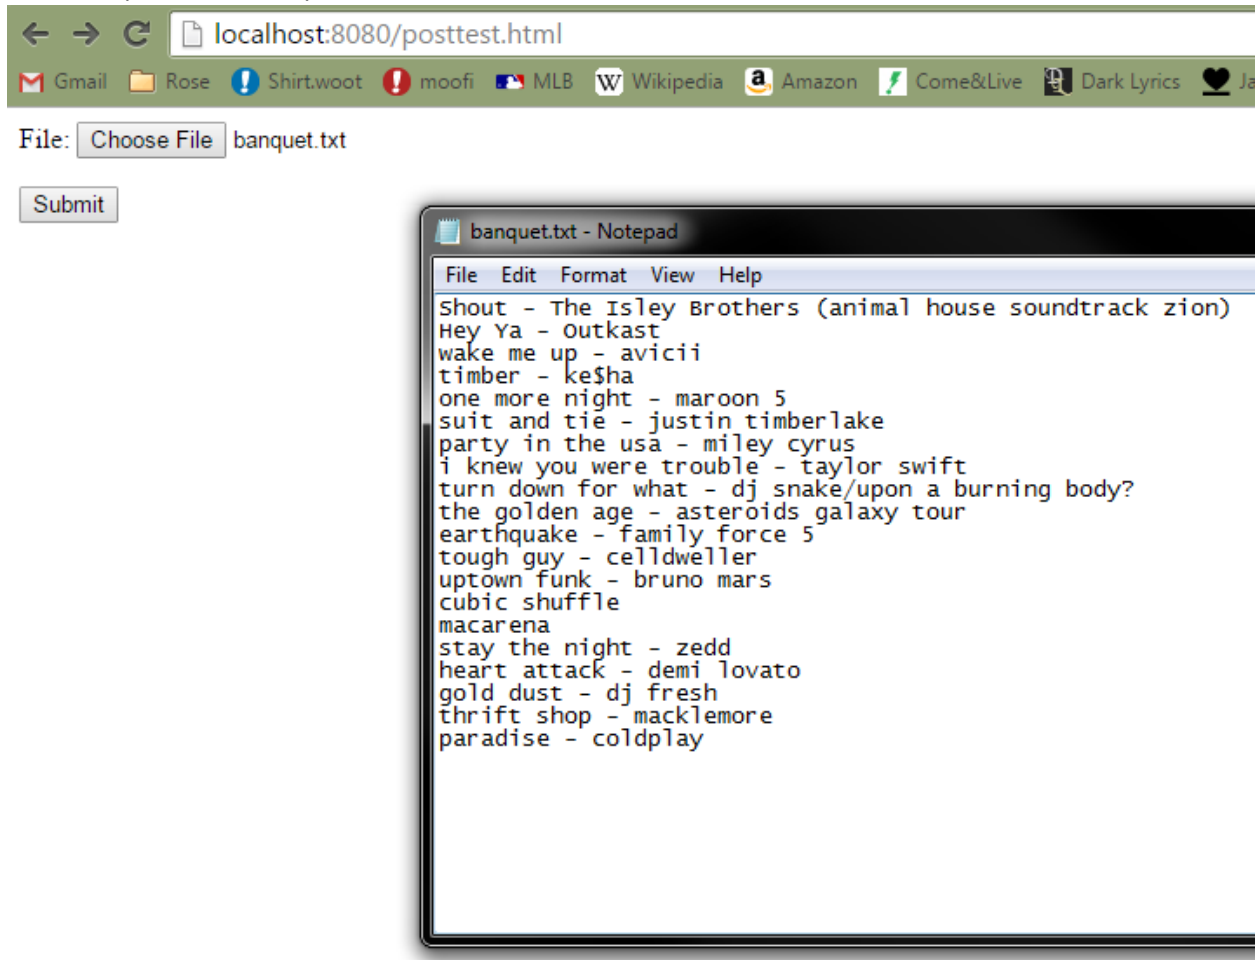 localhost:8080/posttest.html
Gmail Rose Shirt.woot moofi MLB W Wikipedia a Amazon Come&Live Dark Lyrics Ja
File: Choose File banquet.txt
Submit
banquet.txt - Notepad
File Edit Format View Help
Shout - The Isley Brothers (animal house soundtrack zion)
Hey Ya - Outkast
wake me up - avicii
timber - ke$ha
one more night - maroon 5
suit and tie - justin timberlake
party in the usa - miley cyrus
i knew you were trouble - taylor swift
turn down for what - dj snake/upon a burning body?
the golden age - asteroids galaxy tour
earthquake - family force 5
tough guy - celldweller
uptown funk - bruno mars
cubic shuffle
macarena
stay the night - zedd
heart attack - demi lovato
gold dust - dj fresh
thrift shop - macklemore
paradise - coldplay